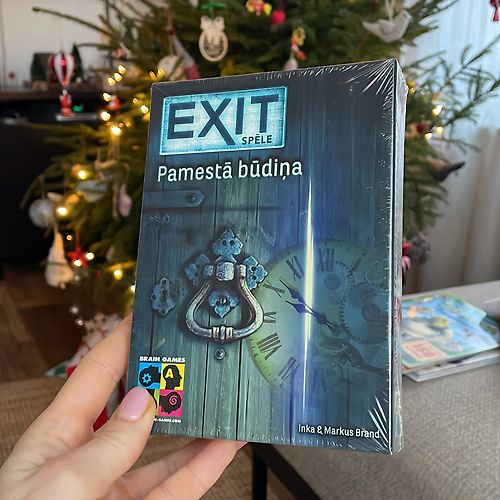 EXIT
SPĒLE
Pamestā būdiņa
BRAIN GAMES
Inka & Markus Brand